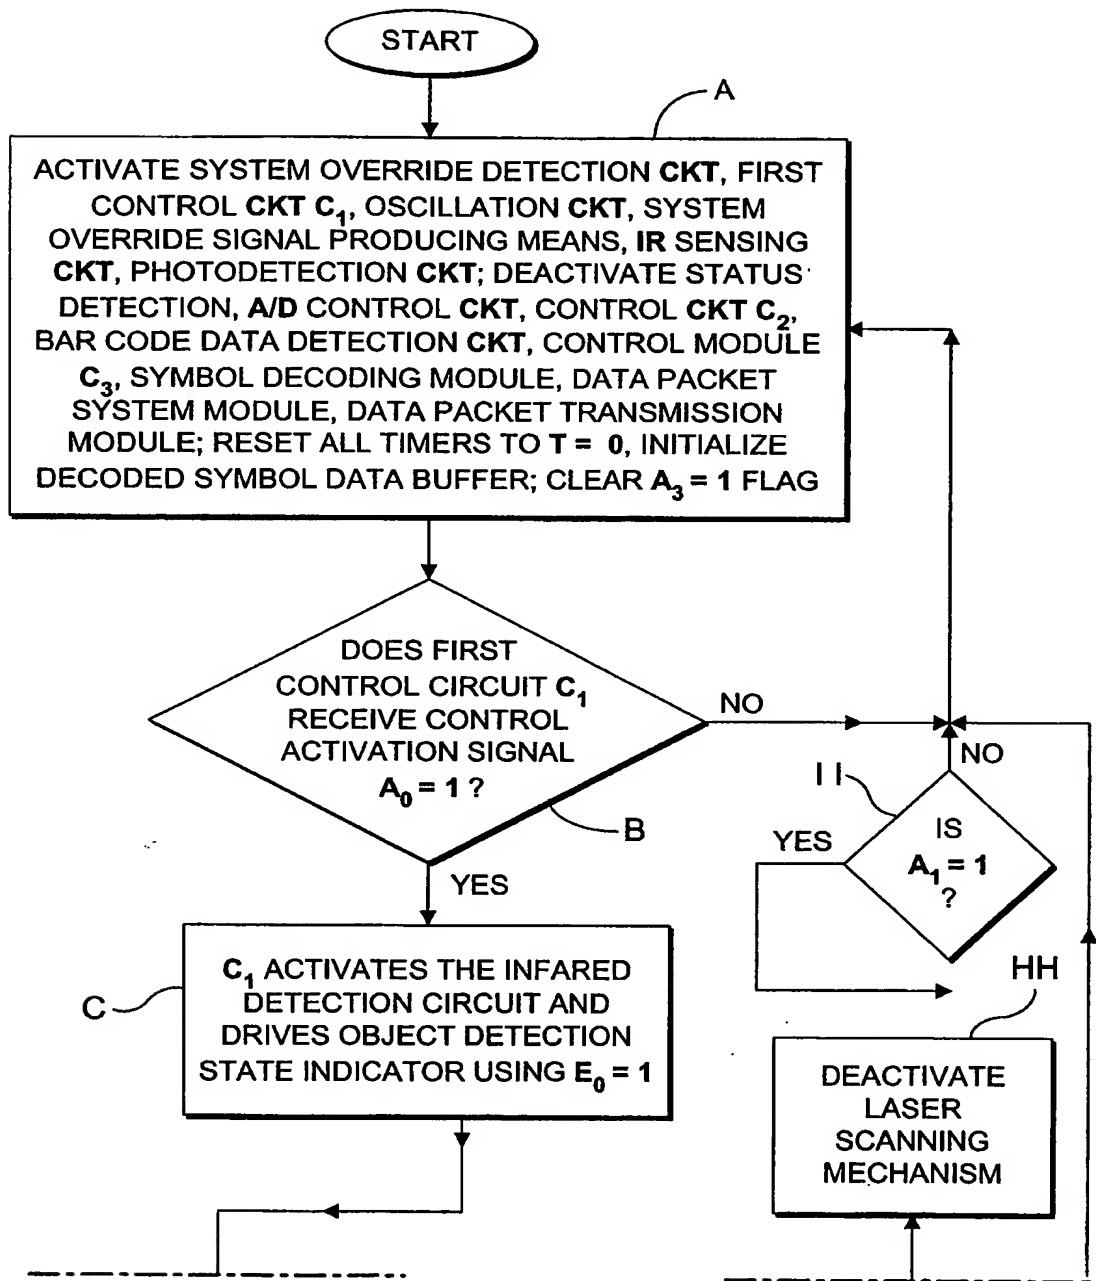 START
A
ACTIVATE SYSTEM OVERRIDE DETECTION CKT, FIRST
CONTROL CKT C₁, OSCILLATION CKT, SYSTEM
OVERRIDE SIGNAL PRODUCING MEANS, IR SENSING
CKT, PHOTODETECTION CKT; DEACTIVATE STATUS
DETECTION, A/D CONTROL CKT, CONTROL CKT C₂,
BAR CODE DATA DETECTION CKT, CONTROL MODULE
C₃, SYMBOL DECODING MODULE, DATA PACKET
SYSTEM MODULE, DATA PACKET TRANSMISSION
MODULE; RESET ALL TIMERS TO T = 0, INITIALIZE
DECODED SYMBOL DATA BUFFER; CLEAR A₃ = 1 FLAG
DOES FIRST
CONTROL CIRCUIT C₁
RECEIVE CONTROL
ACTIVATION SIGNAL
A₀ = 1 ?
NO
B
YES
NO
II
YES
IS
A₁ = 1
?
C
C₁ ACTIVATES THE INFARED
DETECTION CIRCUIT AND
DRIVES OBJECT DETECTION
STATE INDICATOR USING E₀ = 1
HH
DEACTIVATE
LASER
SCANNING
MECHANISM